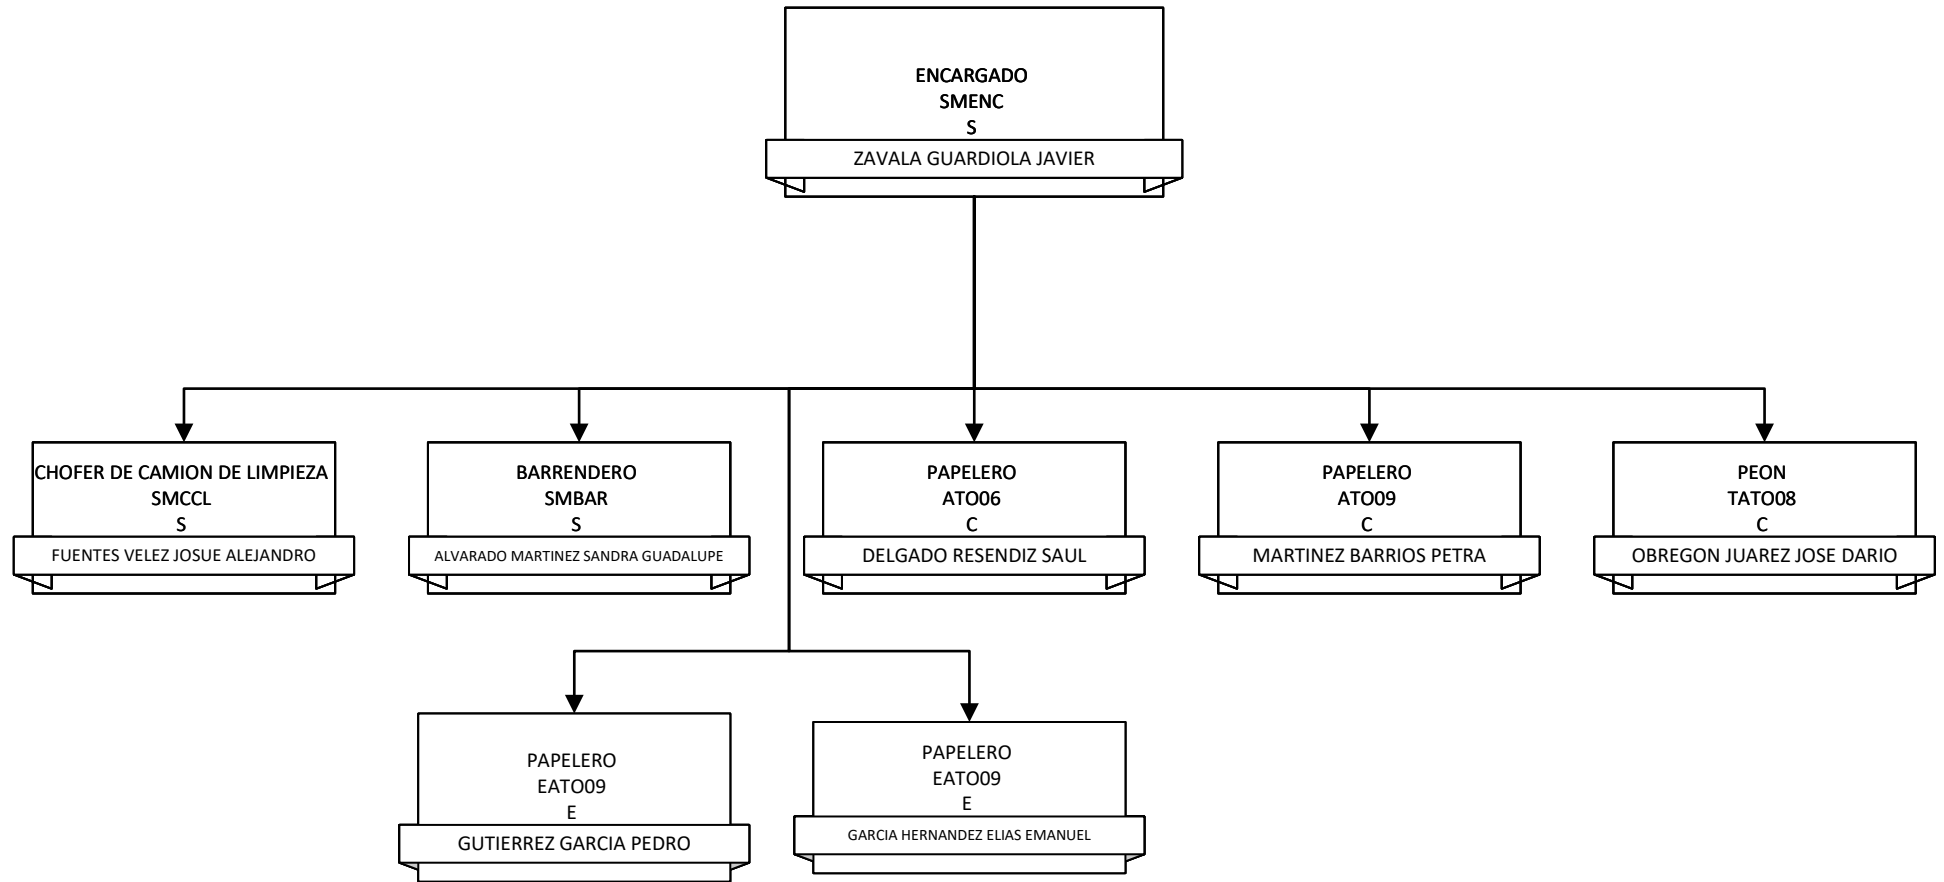 ENCARGADO
SMENC
S
ZAVALA GUARDIOLA JAVIER
CHOFER DE CAMION DE LIMPIEZA
SMCCL
S
FUENTES VELEZ JOSUE ALEJANDRO
BARRENDERO
SMBAR
S
ALVARADO MARTINEZ SANDRA GUADALUPE
PAPELERO
ATO06
C
DELGADO RESENDIZ SAUL
PAPELERO
ATO09
C
MARTINEZ BARRIOS PETRA
PEON
TATO08
C
OBREGON JUAREZ JOSE DARIO
PAPELERO
EATO09
E
GUTIERREZ GARCIA PEDRO
PAPELERO
EATO09
E
GARCIA HERNANDEZ ELIAS EMANUEL